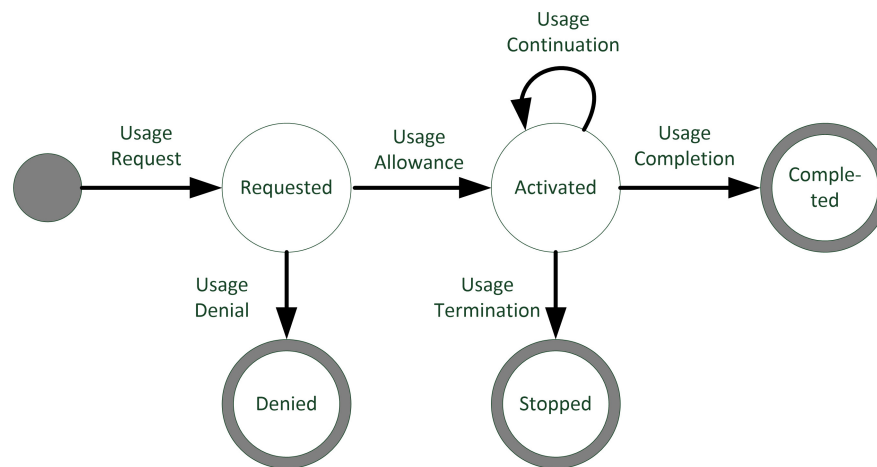 Usage
Continuation
Usage
Request
Usage
Allowance
Usage
Completion
Requested
Activated
Comple-
ted
Usage
Denial
Usage
Termination
Denied
Stopped